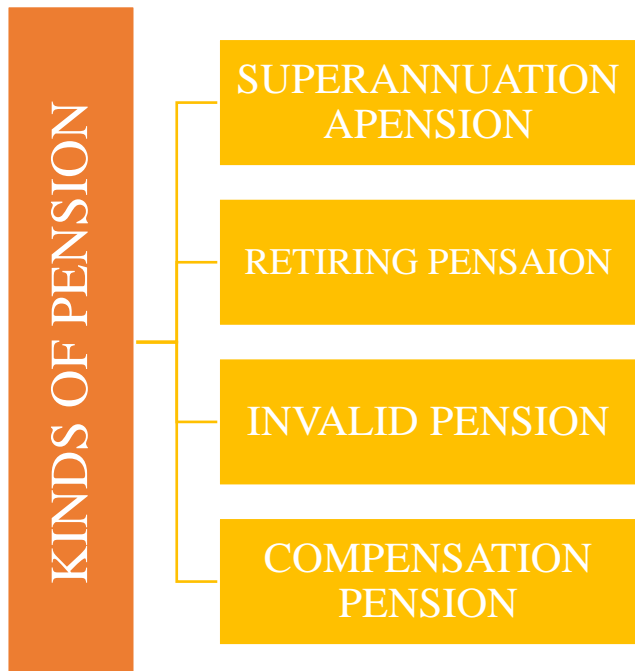 KINDS OF PENSION
SUPERANNUATION
APENSION
RETIRING PENSAION
INVALID PENSION
COMPENSATION
PENSION